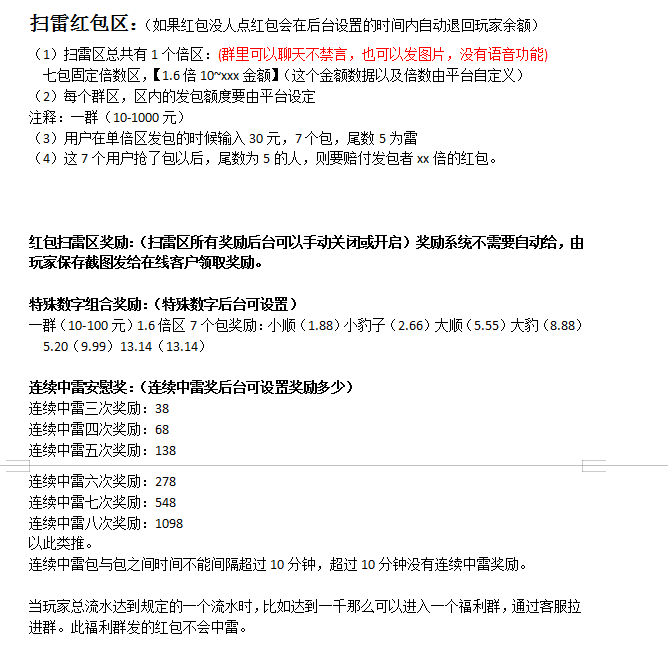 扫雷红包区：（如果红包没人点红包会在后台设置的时间内自动退回玩家余额）
（1）扫雷区总共有 1 个倍区：(群里可以聊天不禁言，也可以发图片，没有语音功能)
七包固定倍数区，【1.6 倍 10~xxx 金额】（这个金额数据以及倍数由平台自定义）
（2）每个群区，区内的发包额度要由平台设定
注释：一群（10-1000 元）
（3）用户在单倍区发包的时候输入 30 元，7 个包，尾数 5 为雷
（4）这 7 个用户抢了包以后，尾数为 5 的人，则要赔付发包者 xx 倍的红包。
红包扫雷区奖励：（扫雷区所有奖励后台可以手动关闭或开启）奖励系统不需要自动给，由
玩家保存截图发给在线客户领取奖励。
特殊数字组合奖励：（特殊数字后台可设置）
一群（10-100 元）1.6 倍区 7 个包奖励：小顺（1.88）小豹子（2.66）大顺（5.55）大豹（8.88）
5.20（9.99）13.14（13.14）
连续中雷安慰奖：（连续中雷奖后台可设置奖励多少）
连续中雷三次奖励：38
连续中雷四次奖励：68
连续中雷五次奖励：138
连续中雷六次奖励：278
连续中雷七次奖励：548
连续中雷八次奖励：1098
以此类推。
连续中雷包与包之间时间不能间隔超过 10 分钟，超过 10 分钟没有连续中雷奖励。
当玩家总流水达到规定的一个流水时，比如达到一千那么可以进入一个福利群，通过客服拉
进群。此福利群发的红包不会中雷。